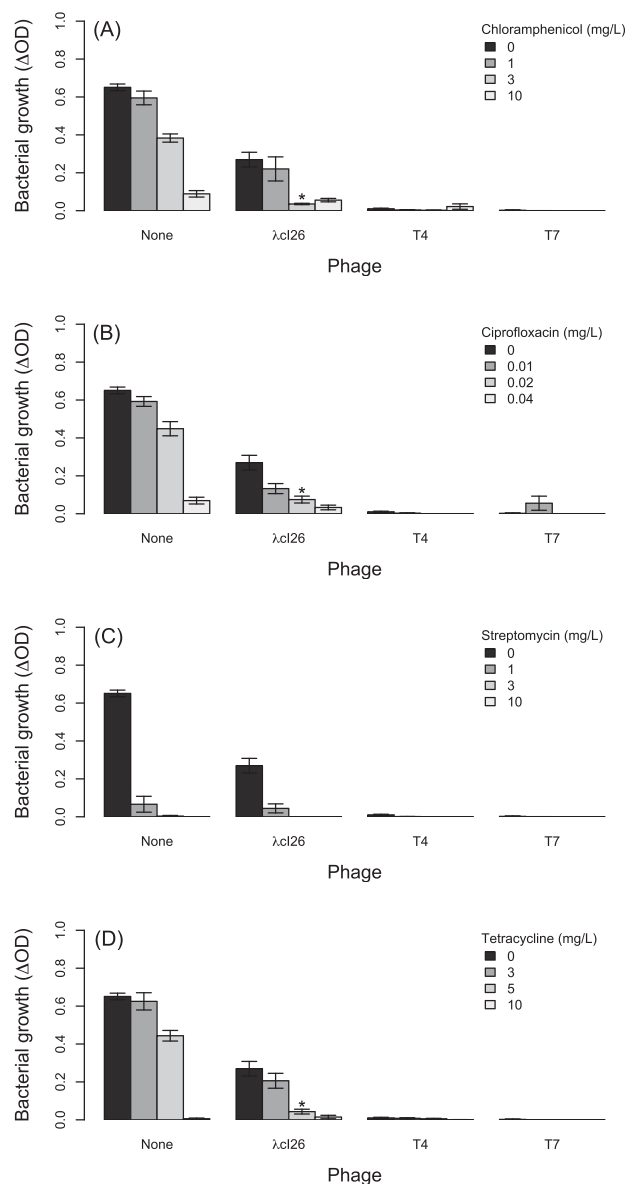 (A)
Chloramphenicol (mg/L)
0
1
3
10
Bacterial growth (ΔOD)
0.0 0.2 0.4 0.6 0.8 1.0
*
None λcI26 T4 T7
Phage
(B)
Ciprofloxacin (mg/L)
0
0.01
0.02
0.04
Bacterial growth (ΔOD)
0.0 0.2 0.4 0.6 0.8 1.0
*
None λcI26 T4 T7
Phage
(C)
Streptomycin (mg/L)
0
1
3
10
Bacterial growth (ΔOD)
0.0 0.2 0.4 0.6 0.8 1.0
None λcI26 T4 T7
Phage
(D)
Tetracycline (mg/L)
0
3
5
10
Bacterial growth (ΔOD)
0.0 0.2 0.4 0.6 0.8 1.0
*
None λcI26 T4 T7
Phage